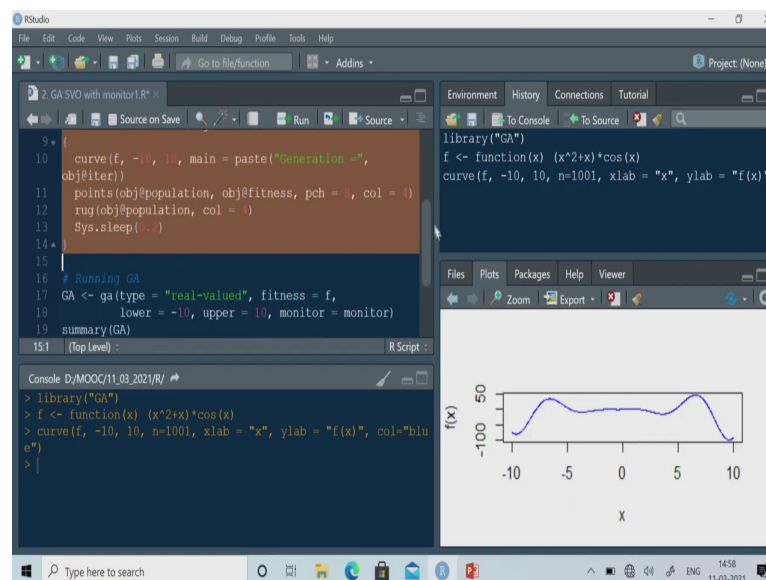 RStudio
File Edit Code View Plots Session Build Debug Profile Tools Help
Go to file/function Addins Project: (None)
2. GA SVO with monitor1.R*
Source on Save Run Source
9 {
10 curve(f, -10, 10, main = paste("Generation =",
obj@iter))
11 points(obj@population, obj@fitness, pch = , col = 4)
12 rug(obj@population, col = )
13 Sys.sleep(0.2)
14 }
15
16 # Running GA
17 GA <- ga(type = "real-valued", fitness = f,
18 lower = -10, upper = 10, monitor = monitor)
19 summary(GA)
15:1 (Top Level) R Script
Console D:/MOOC/11_03_2021/R/
> library("GA")
> f <- function(x) (x^2+x)*cos(x)
> curve(f, -10, 10, n=1001, xlab = "x", ylab = "f(x)", col="blu
e")
>
Environment History Connections Tutorial
To Console To Source
library("GA")
f <- function(x) (x^2+x)*cos(x)
curve(f, -10, 10, n=1001, xlab = "x", ylab = "f(x)"
Files Plots Packages Help Viewer
Zoom Export
f(x)
50
-100
-10 -5 0 5 10
x
Type here to search
ENG
14:58
11-03-2021